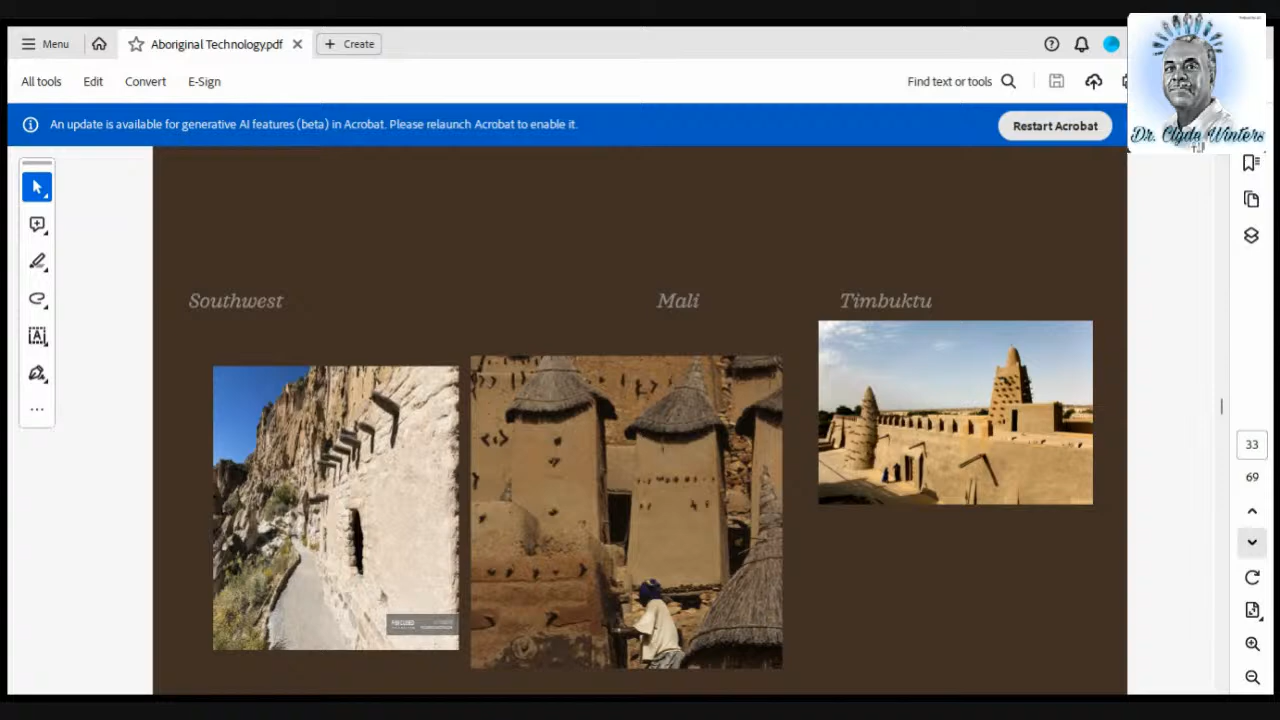 Menu
Aboriginal Technology.pdf
Create
All tools
Edit
Convert
E-Sign
Find text or tools
An update is available for generative AI features (beta) in Acrobat. Please relaunch Acrobat to enable it.
Restart Acrobat
Dr. Clyde Winters
Southwest
Mali
Timbuktu
33
69